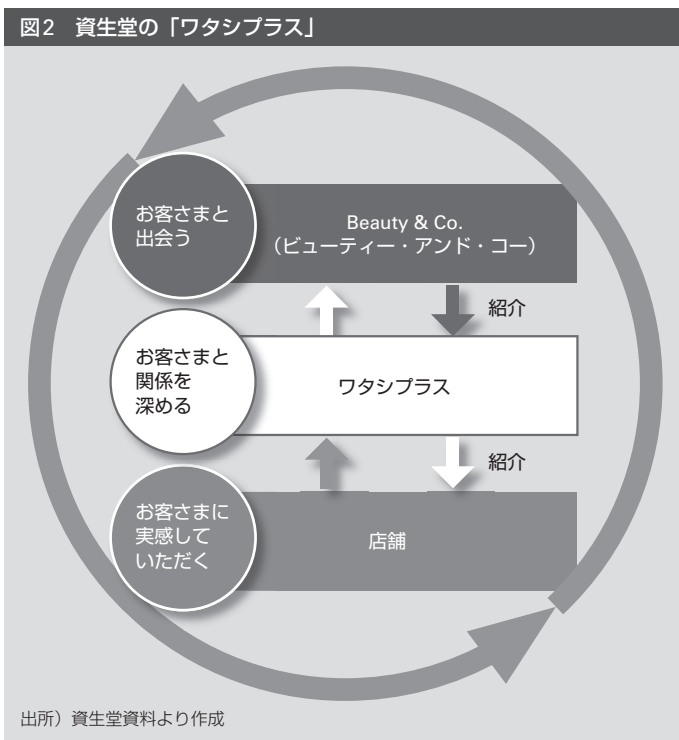 図2　資生堂の「ワタシプラス」
お客さまと
出会う
Beauty & Co.
（ビューティー・アンド・コー）
紹介
お客さまと
関係を
深める
ワタシプラス
紹介
お客さまに
実感して
いただく
店舗
出所）資生堂資料より作成